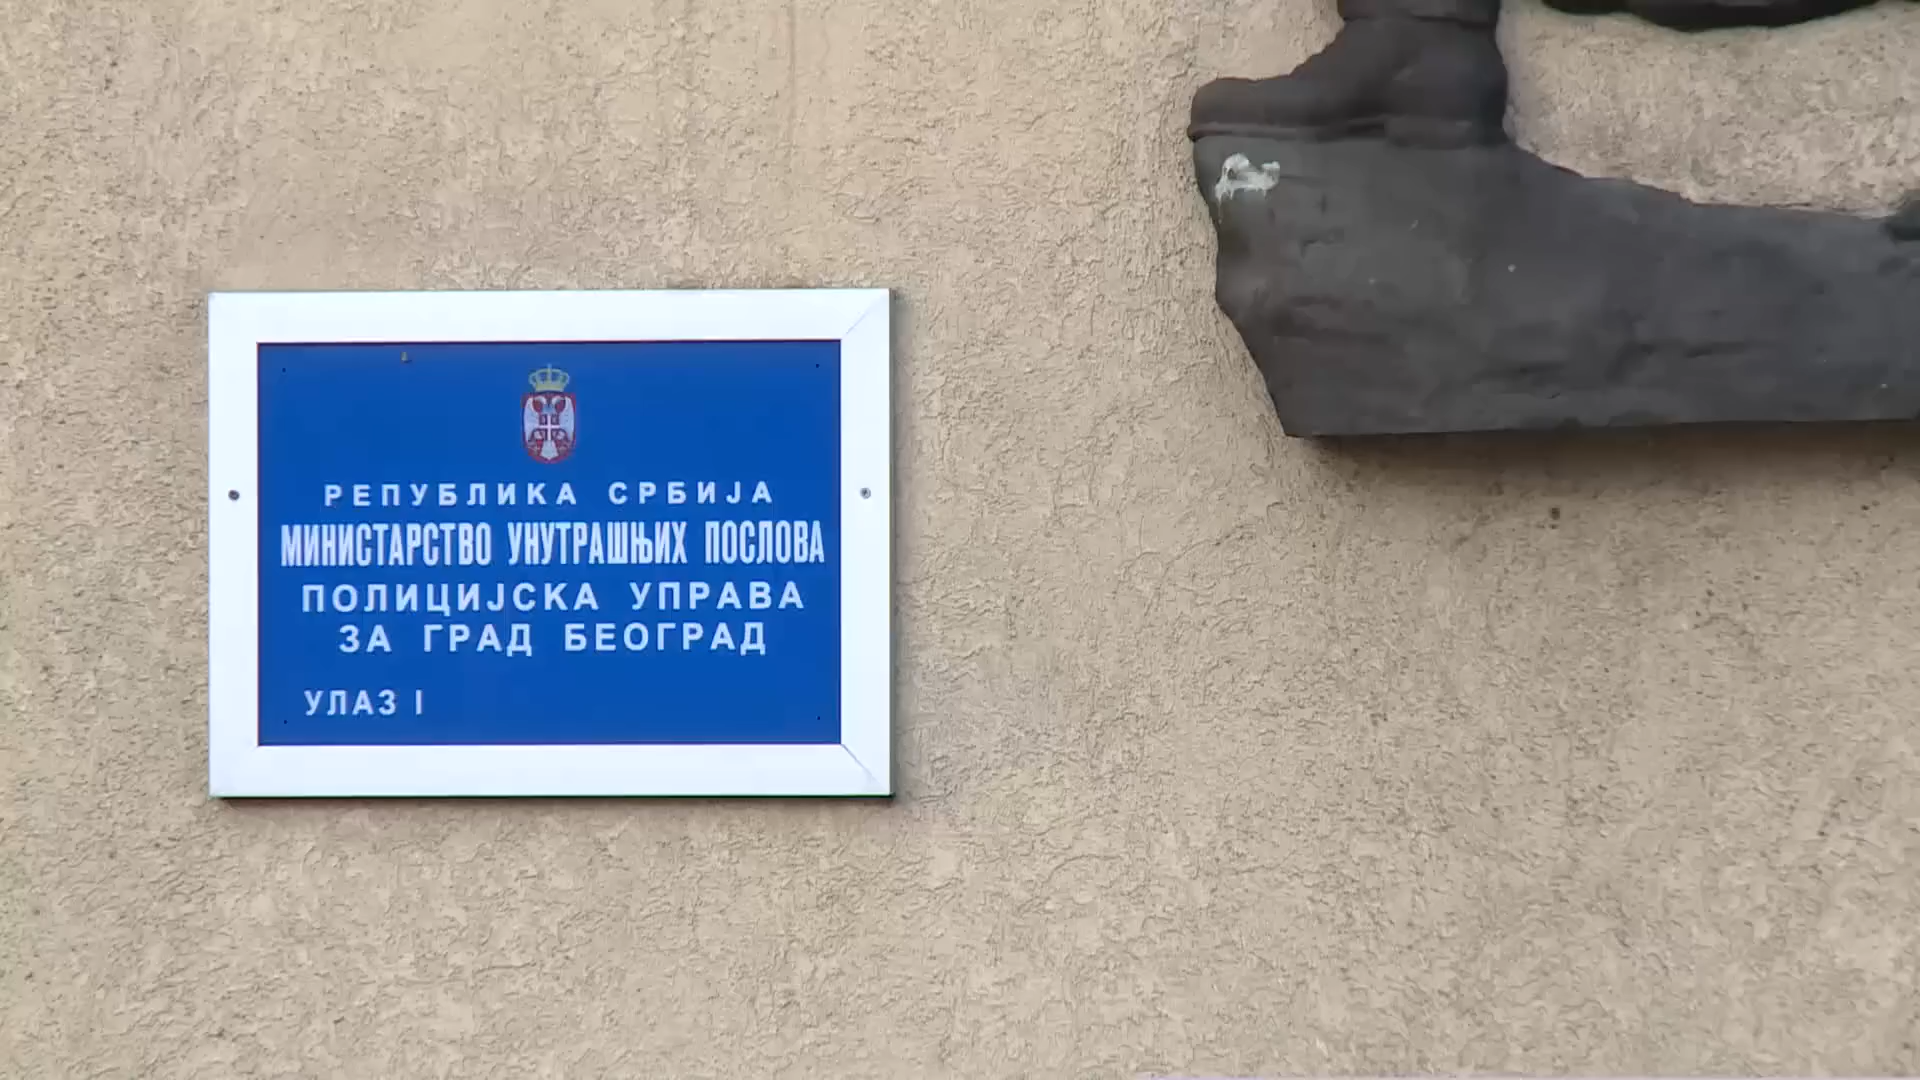 РЕПУБЛИКА СРБИЈА
МИНИСТАРСТВО УНУТРАШЊИХ ПОСЛОВА
ПОЛИЦИЈСКА УПРАВА
ЗА ГРАД БЕОГРАД
УЛАЗ I